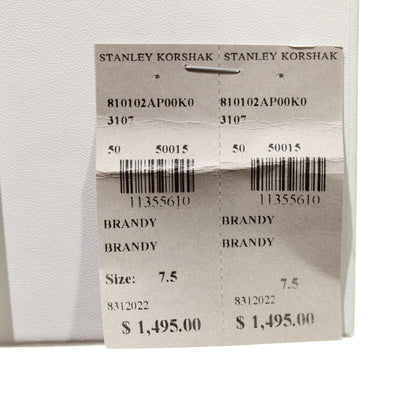 STANLEY KORSHAK STANLEY KORSHAK
810102AP00K0 810102AP00K0
3107 3107
50 50015 50 50015
11355610 11355610
BRANDY BRANDY
BRANDY BRANDY
Size: 7.5 7.5
8312022 8312022
$ 1,495.00 $ 1,495.00